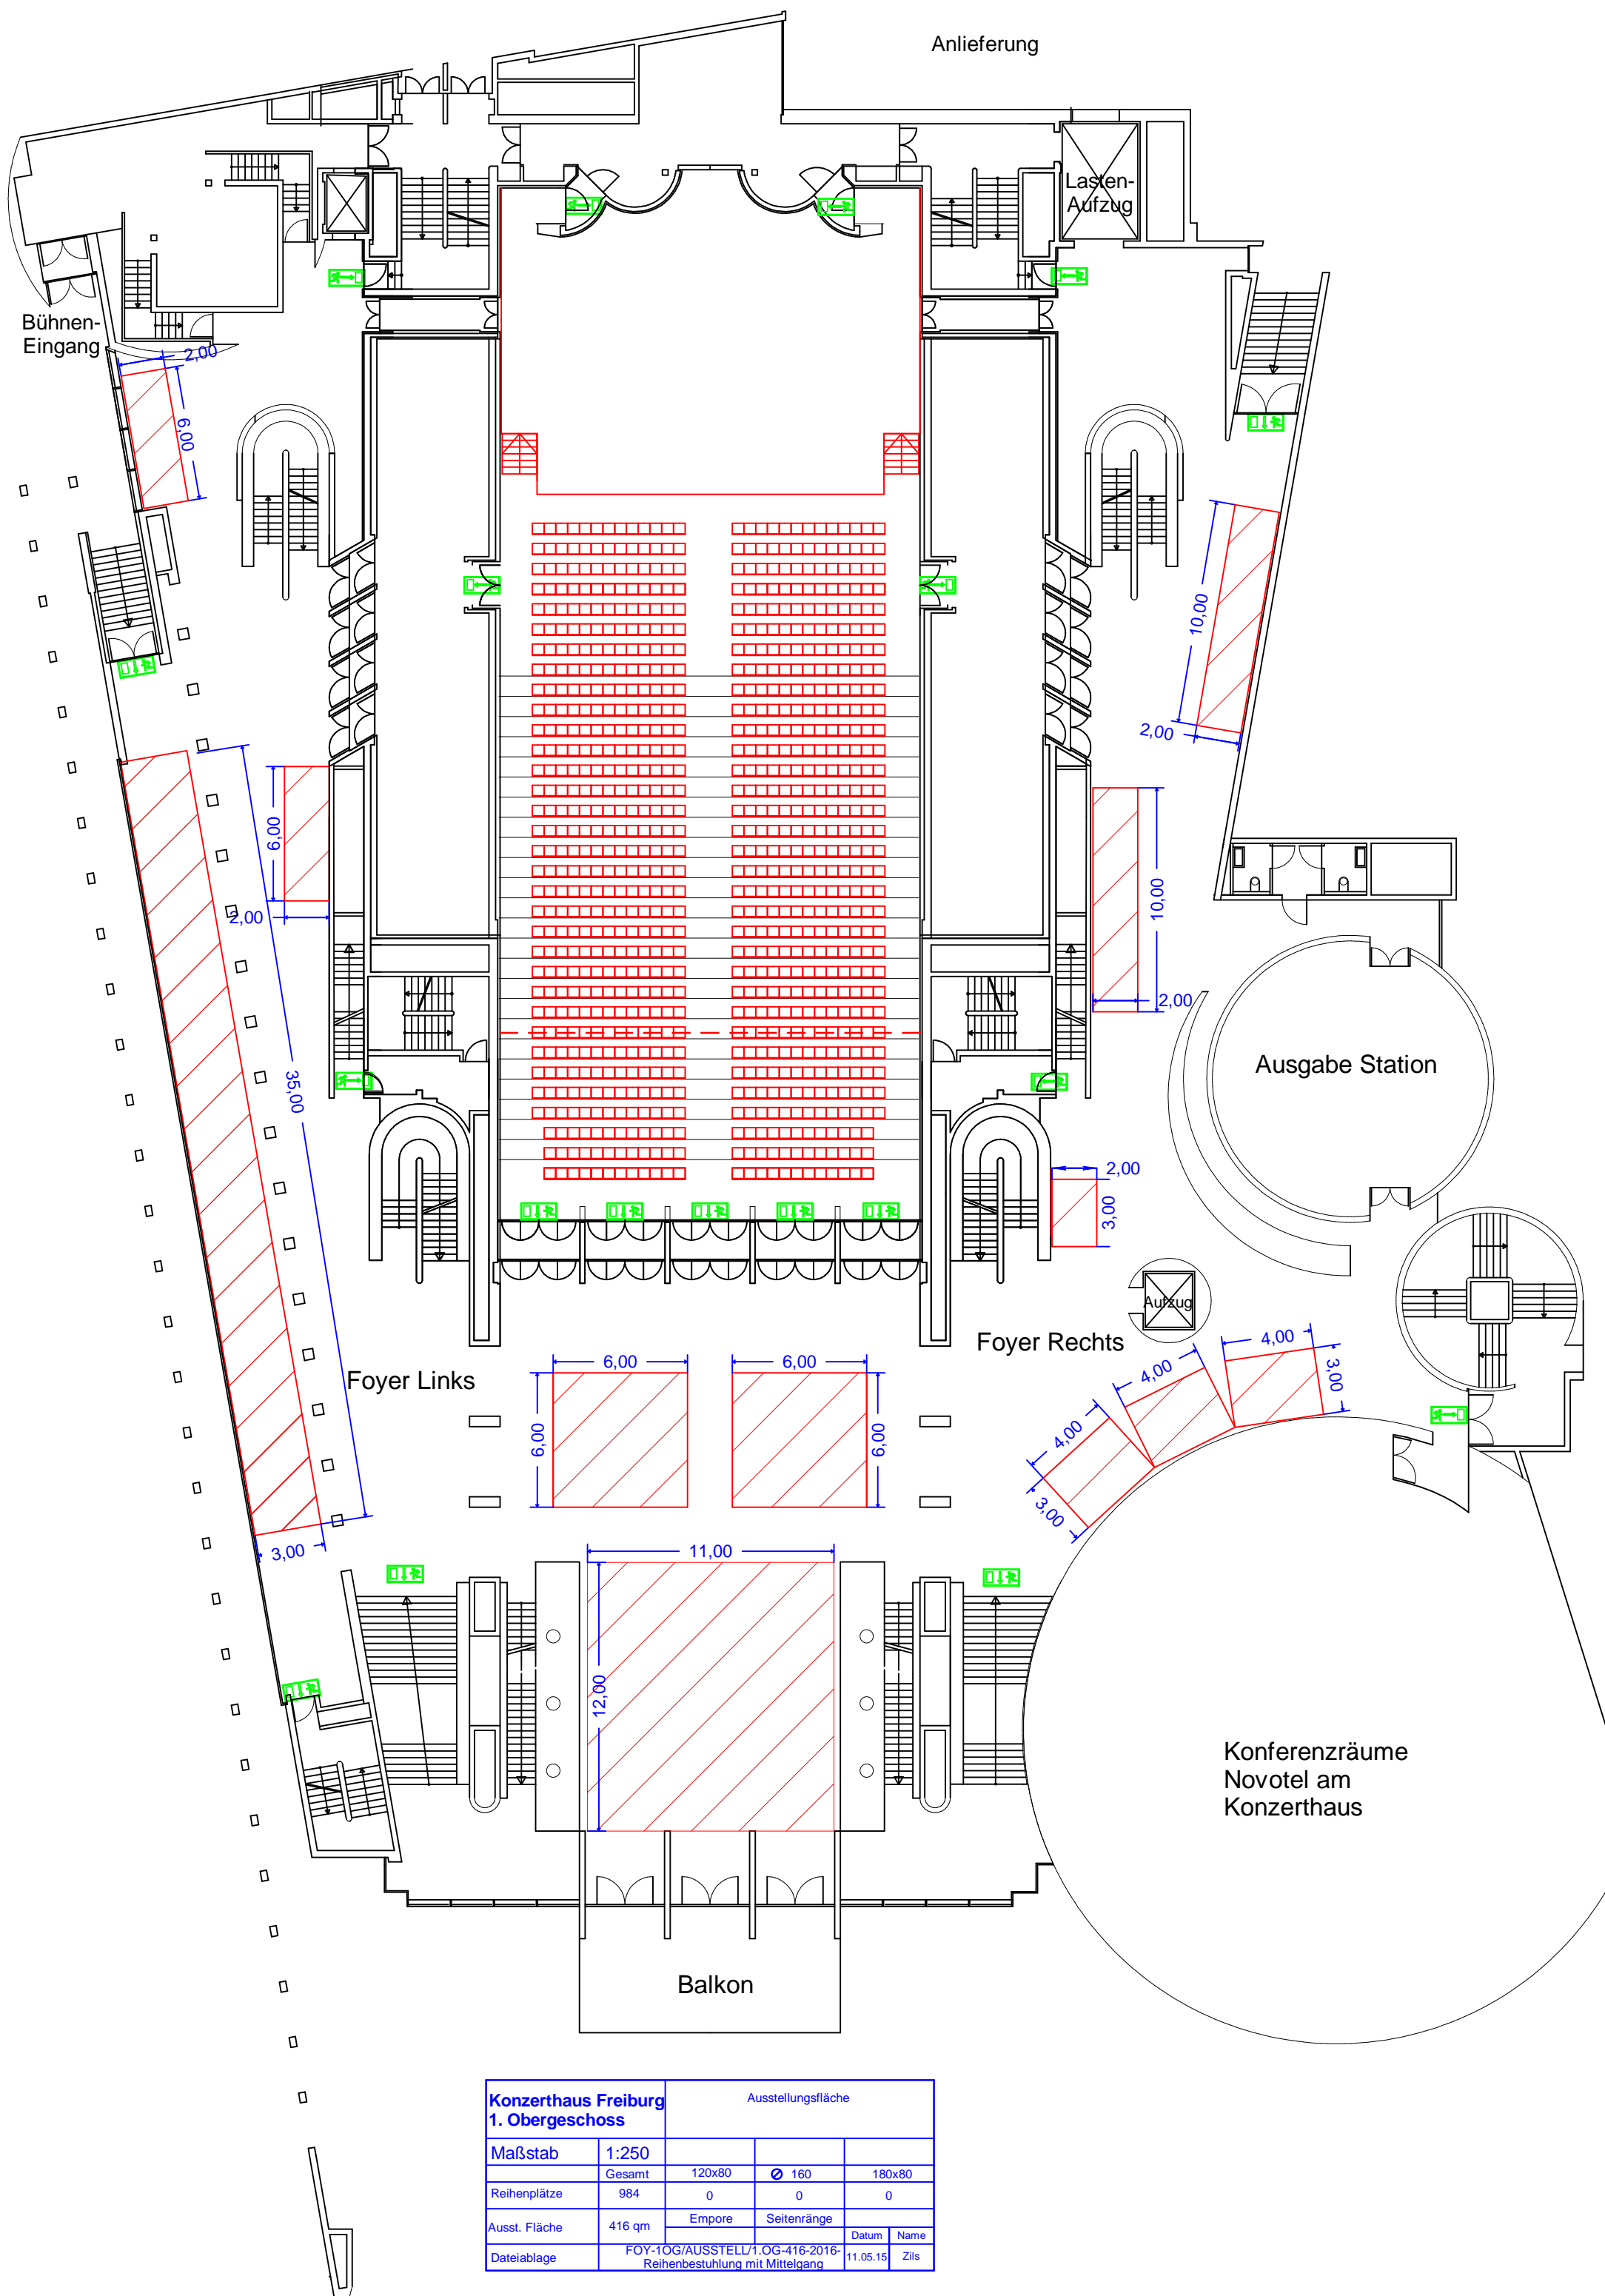 Anlieferung
Lasten-
Aufzug
Bühnen-
Eingang
2,00
6,00
10,00
2,00
6,00
2,00
10,00
2,00
35,00
Ausgabe Station
2,00
3,00
Aufzug
Foyer Rechts
4,00
4,00
3,00
4,00
3,00
Foyer Links
6,00
6,00
6,00
6,00
3,00
11,00
12,00
Konferenzräume
Novotel am
Konzerthaus
Balkon
Konzerthaus Freiburg
1. Obergeschoss
Ausstellungsfläche
Maßstab 1:250
Gesamt 120x80 ⌀ 160 180x80
Reihenplätze 984 0 0 0
Ausst. Fläche 416 qm Empore Seitenränge
Datum Name
Dateiablage FOY-1OG/AUSSTELL/1.OG-416-2016-
Reihenbestuhlung mit Mittelgang 11.05.15 Zils